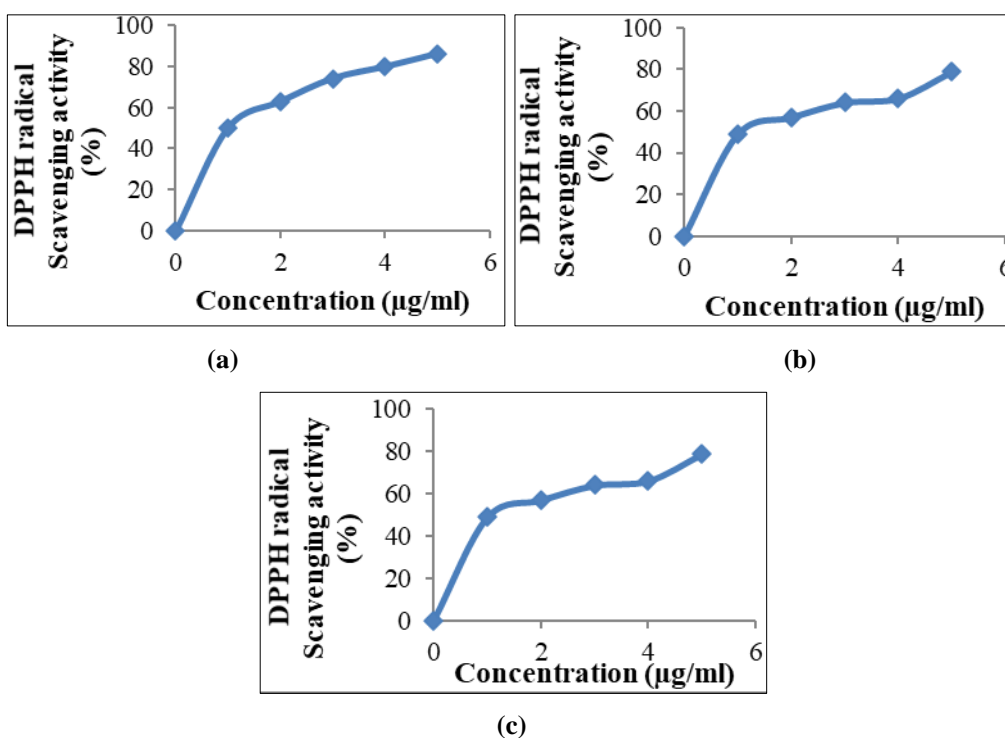 DPPH radical
Scavenging activity
(%)
100
80
60
40
20
0
0 2 4 6
Concentration (µg/ml)
(a)
DPPH radical
Scavenging activity
(%)
100
80
60
40
20
0
0 2 4 6
Concentration (µg/ml)
(b)
DPPH radical
Scavenging activity
(%)
100
80
60
40
20
0
0 2 4 6
Concentration (µg/ml)
(c)